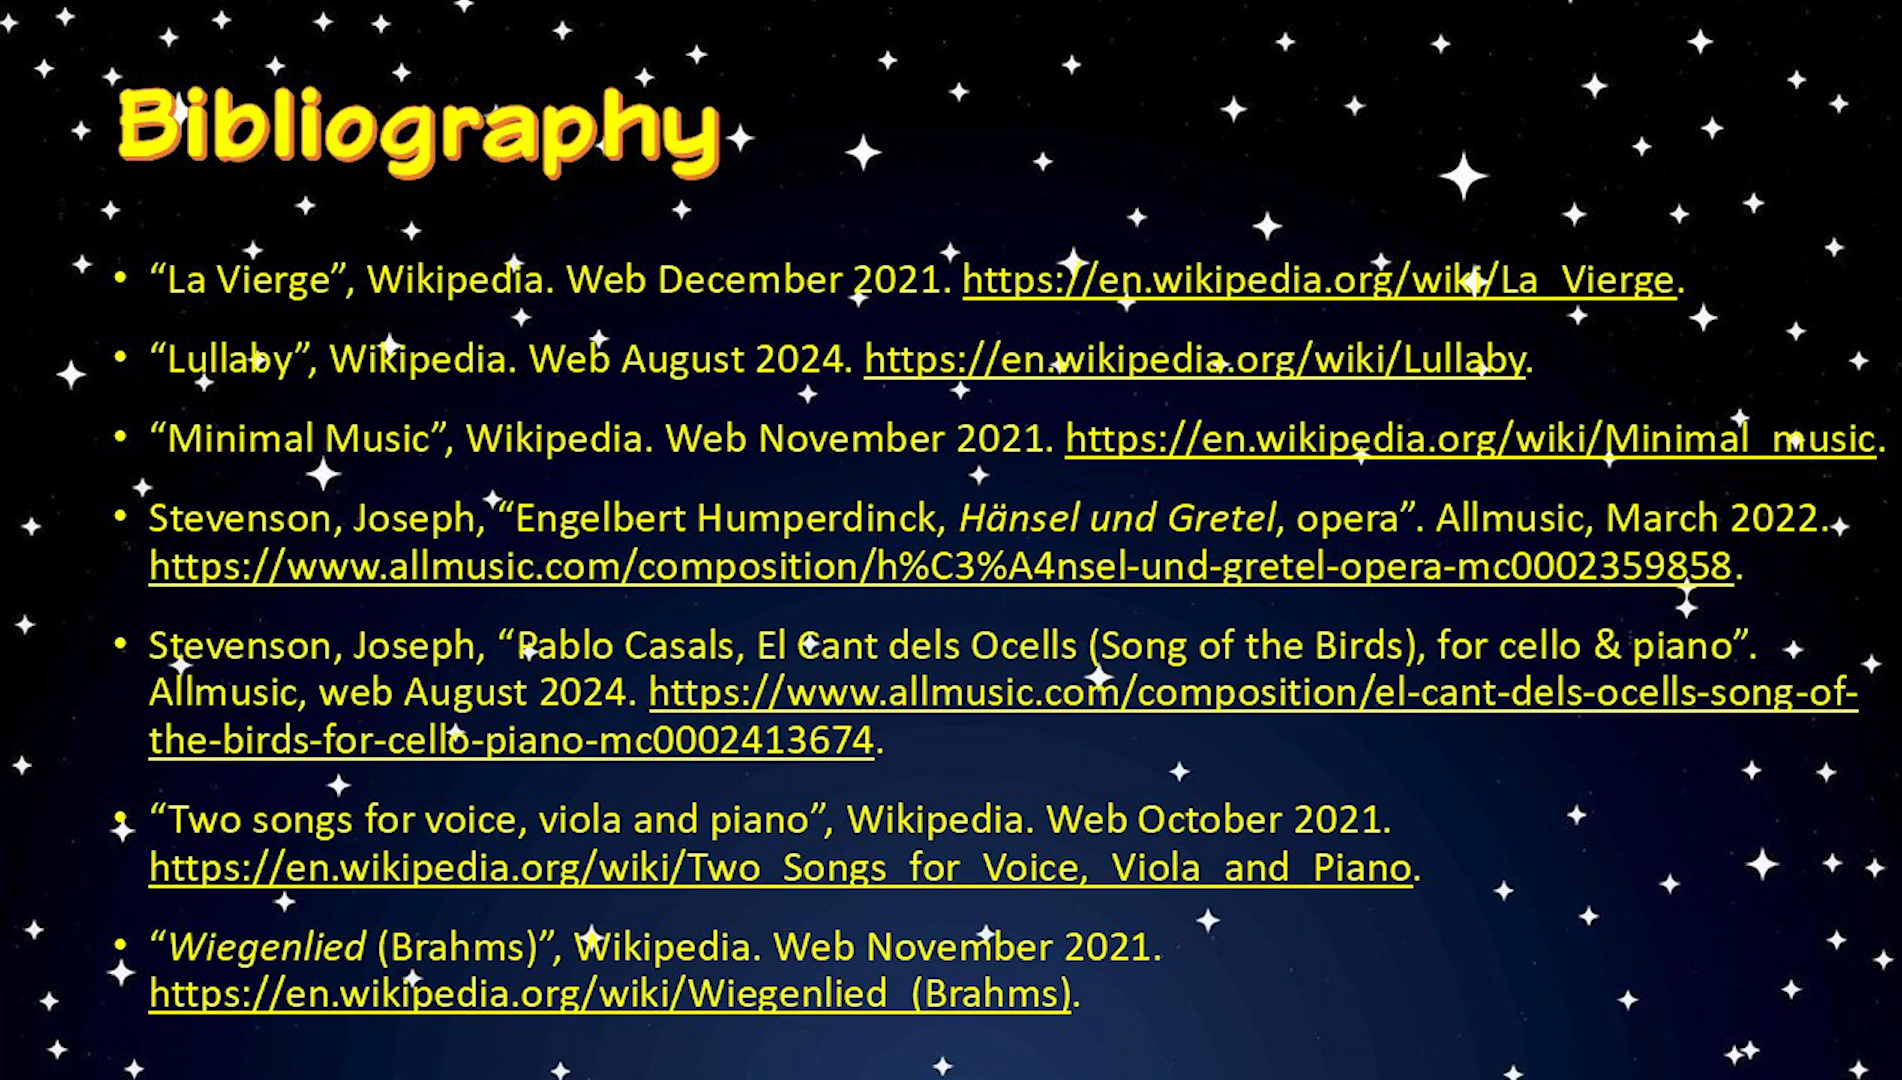 Bibliography
• “La Vierge”, Wikipedia. Web December 2021. https://en.wikipedia.org/wiki/La_Vierge.
• “Lullaby”, Wikipedia. Web August 2024. https://en.wikipedia.org/wiki/Lullaby.
• “Minimal Music”, Wikipedia. Web November 2021. https://en.wikipedia.org/wiki/Minimal_music.
• Stevenson, Joseph, “Engelbert Humperdinck, Hänsel und Gretel, opera”. Allmusic, March 2022.
https://www.allmusic.com/composition/h%C3%A4nsel-und-gretel-opera-mc0002359858.
• Stevenson, Joseph, “Pablo Casals, El Cant dels Ocells (Song of the Birds), for cello & piano”.
Allmusic, web August 2024. https://www.allmusic.com/composition/el-cant-dels-ocells-song-of-
the-birds-for-cello-piano-mc0002413674.
• “Two songs for voice, viola and piano”, Wikipedia. Web October 2021.
https://en.wikipedia.org/wiki/Two_Songs_for_Voice,_Viola_and_Piano.
• “Wiegenlied (Brahms)”, Wikipedia. Web November 2021.
https://en.wikipedia.org/wiki/Wiegenlied_(Brahms).